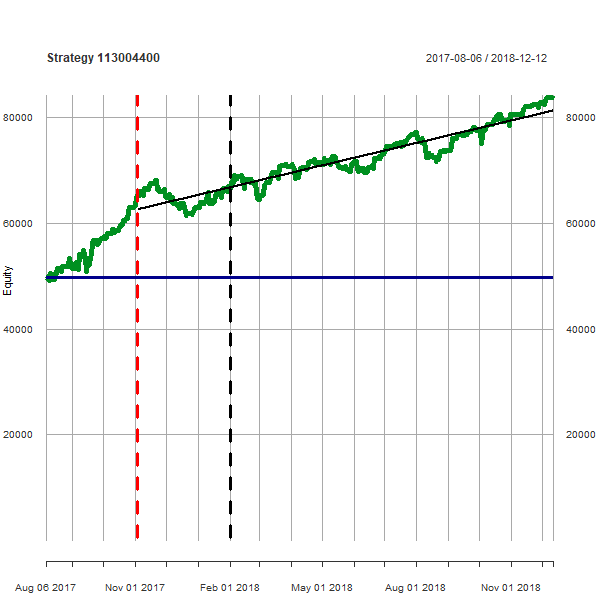 Strategy 113004400
2017-08-06 / 2018-12-12
80000
80000
60000
60000
Equity
40000
40000
20000
20000
Aug 06 2017
Nov 01 2017
Feb 01 2018
May 01 2018
Aug 01 2018
Nov 01 2018